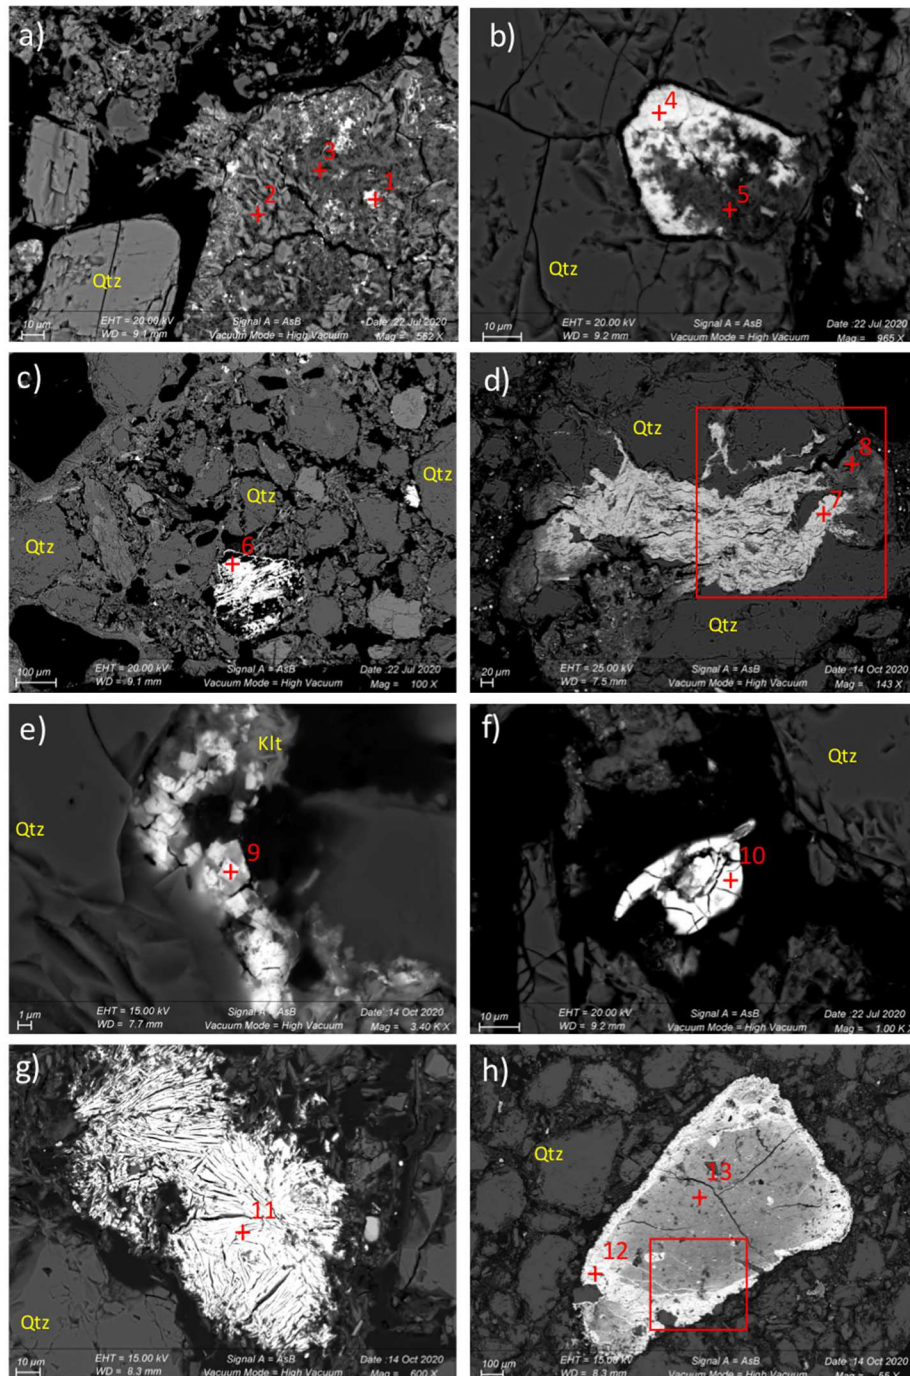 a)
3
1
2
Qtz
10 µm
EHT = 20.00 kV
WD = 9.1 mm
Signal A = AsB
Vacuum Mode = High Vacuum
Date :22 Jul 2020
Mag = 562 X
b)
4
5
Qtz
10 µm
EHT = 20.00 kV
WD = 9.2 mm
Signal A = AsB
Vacuum Mode = High Vacuum
Date :22 Jul 2020
Mag = 965 X
c)
Qtz
Qtz
Qtz
6
100 µm
EHT = 20.00 kV
WD = 9.1 mm
Signal A = AsB
Vacuum Mode = High Vacuum
Date :22 Jul 2020
Mag = 100 X
d)
Qtz
8
7
Qtz
20 µm
EHT = 25.00 kV
WD = 7.5 mm
Signal A = AsB
Vacuum Mode = High Vacuum
Date :14 Oct 2020
Mag = 143 X
e)
Klt
Qtz
9
1 µm
EHT = 15.00 kV
WD = 7.7 mm
Signal A = AsB
Vacuum Mode = High Vacuum
Date :14 Oct 2020
Mag = 3.40 K X
f)
Qtz
10
10 µm
EHT = 20.00 kV
WD = 9.2 mm
Signal A = AsB
Vacuum Mode = High Vacuum
Date :22 Jul 2020
Mag = 1.00 K X
g)
11
Qtz
10 µm
EHT = 15.00 kV
WD = 8.3 mm
Signal A = AsB
Vacuum Mode = High Vacuum
Date :14 Oct 2020
Mag = 600 X
h)
Qtz
13
12
100 µm
EHT = 15.00 kV
WD = 8.3 mm
Signal A = AsB
Vacuum Mode = High Vacuum
Date :14 Oct 2020
Mag = 55 X